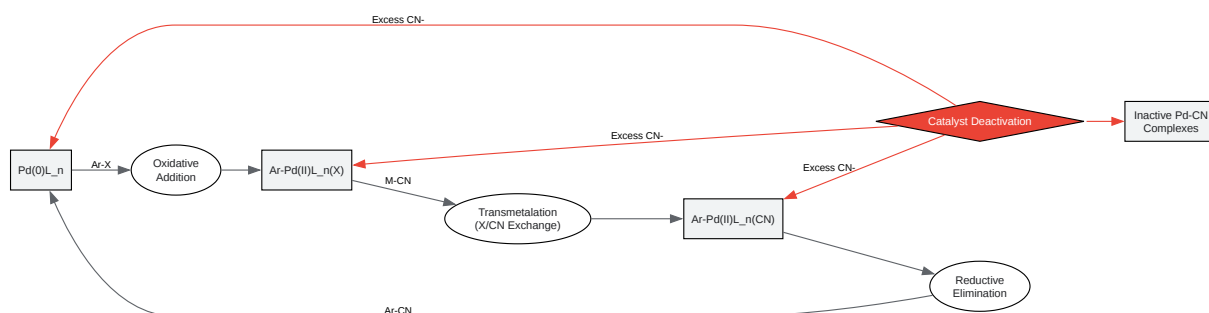 Excess CN-
Catalyst Deactivation
Inactive Pd-CN
Complexes
Excess CN-
Pd(0)L_n
Ar-X
Oxidative
Addition
Ar-Pd(II)L_n(X)
M-CN
Excess CN-
Transmetalation
(X/CN Exchange)
Ar-Pd(II)L_n(CN)
Reductive
Elimination
Ar-CN